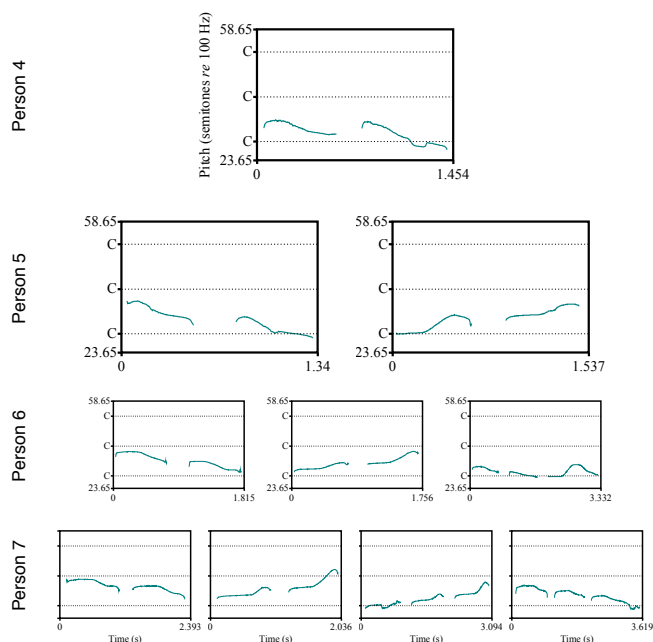 Person 4
Pitch (semitones re 100 Hz)
58.65
C
C
C
23.65
0
1.454
Person 5
58.65
C
C
C
23.65
0
1.34
58.65
C
C
C
23.65
0
1.537
Person 6
58.65
C
C
C
23.65
0
1.815
58.65
C
C
C
23.65
0
1.756
58.65
C
C
C
23.65
0
3.332
Person 7
0
2.393
Time (s)
0
2.036
Time (s)
0
3.094
Time (s)
0
3.619
Time (s)